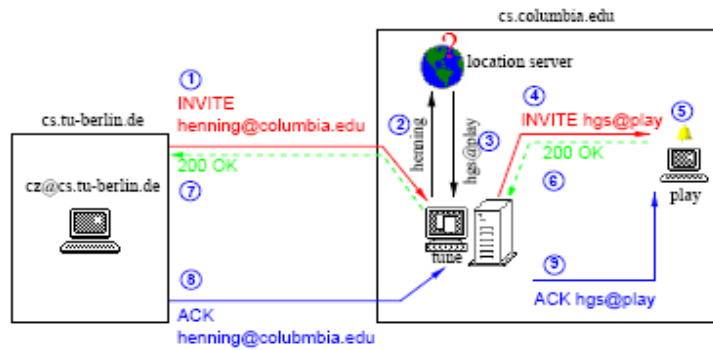 cs.columbia.edu
? location server
1
INVITE
henning@columbia.edu
cs.tu-berlin.de
cz@cs.tu-berlin.de
200 OK
7
8
ACK
henning@colubmbia.edu
2
henning
3
hgs@play
tune
4
INVITE hgs@play
5
200 OK
6
play
9
ACK hgs@play